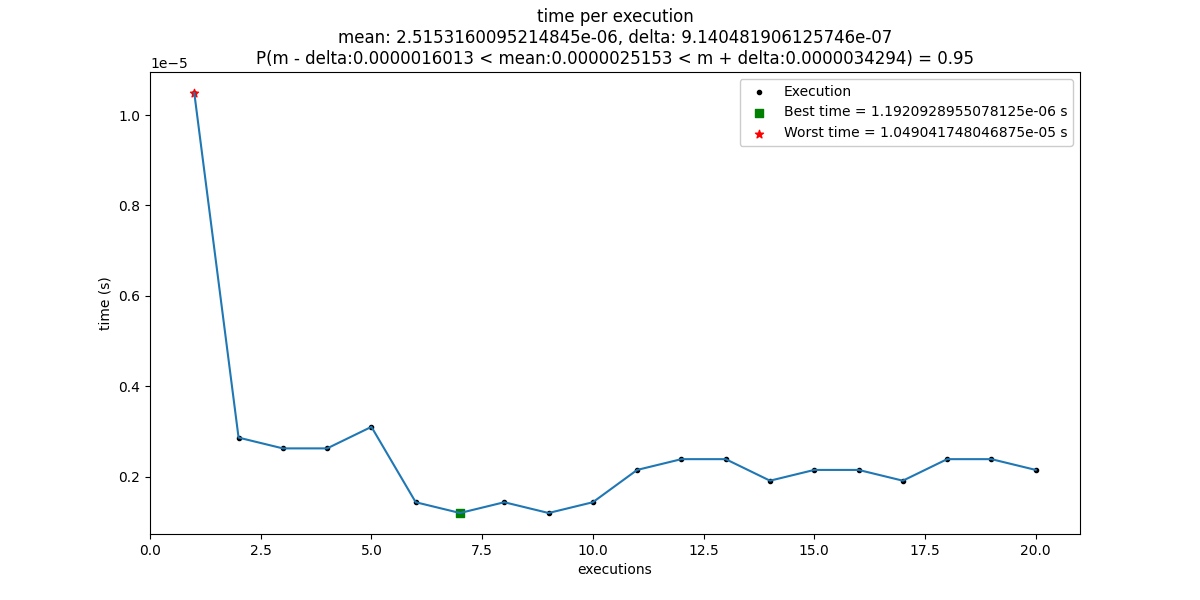 time per execution
mean: 2.5153160095214845e-06, delta: 9.140481906125746e-07
P(m - delta:0.0000016013 < mean:0.0000025153 < m + delta:0.0000034294) = 0.95
1e−5
Execution
Best time = 1.1920928955078125e-06 s
Worst time = 1.049041748046875e-05 s
1.0
0.8
0.6
0.4
0.2
time (s)
0.0 2.5 5.0 7.5 10.0 12.5 15.0 17.5 20.0
executions